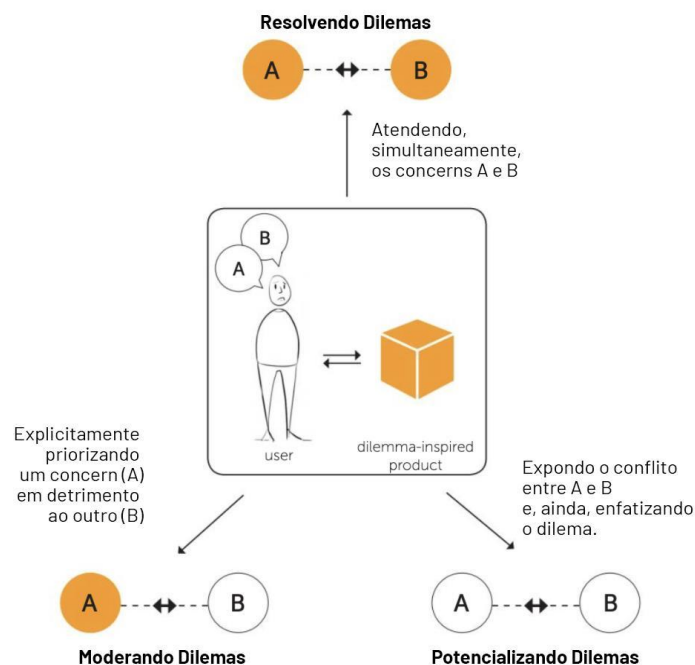 Resolvendo Dilemas
A
B
Atendendo,
simultaneamente,
os concerns A e B
B
A
user
dilemma-inspired
product
Explicitamente
priorizando
um concern (A)
em detrimento
ao outro (B)
Expondo o conflito
entre A e B
e, ainda, enfatizando
o dilema.
A
B
Moderando Dilemas
A
B
Potencializando Dilemas